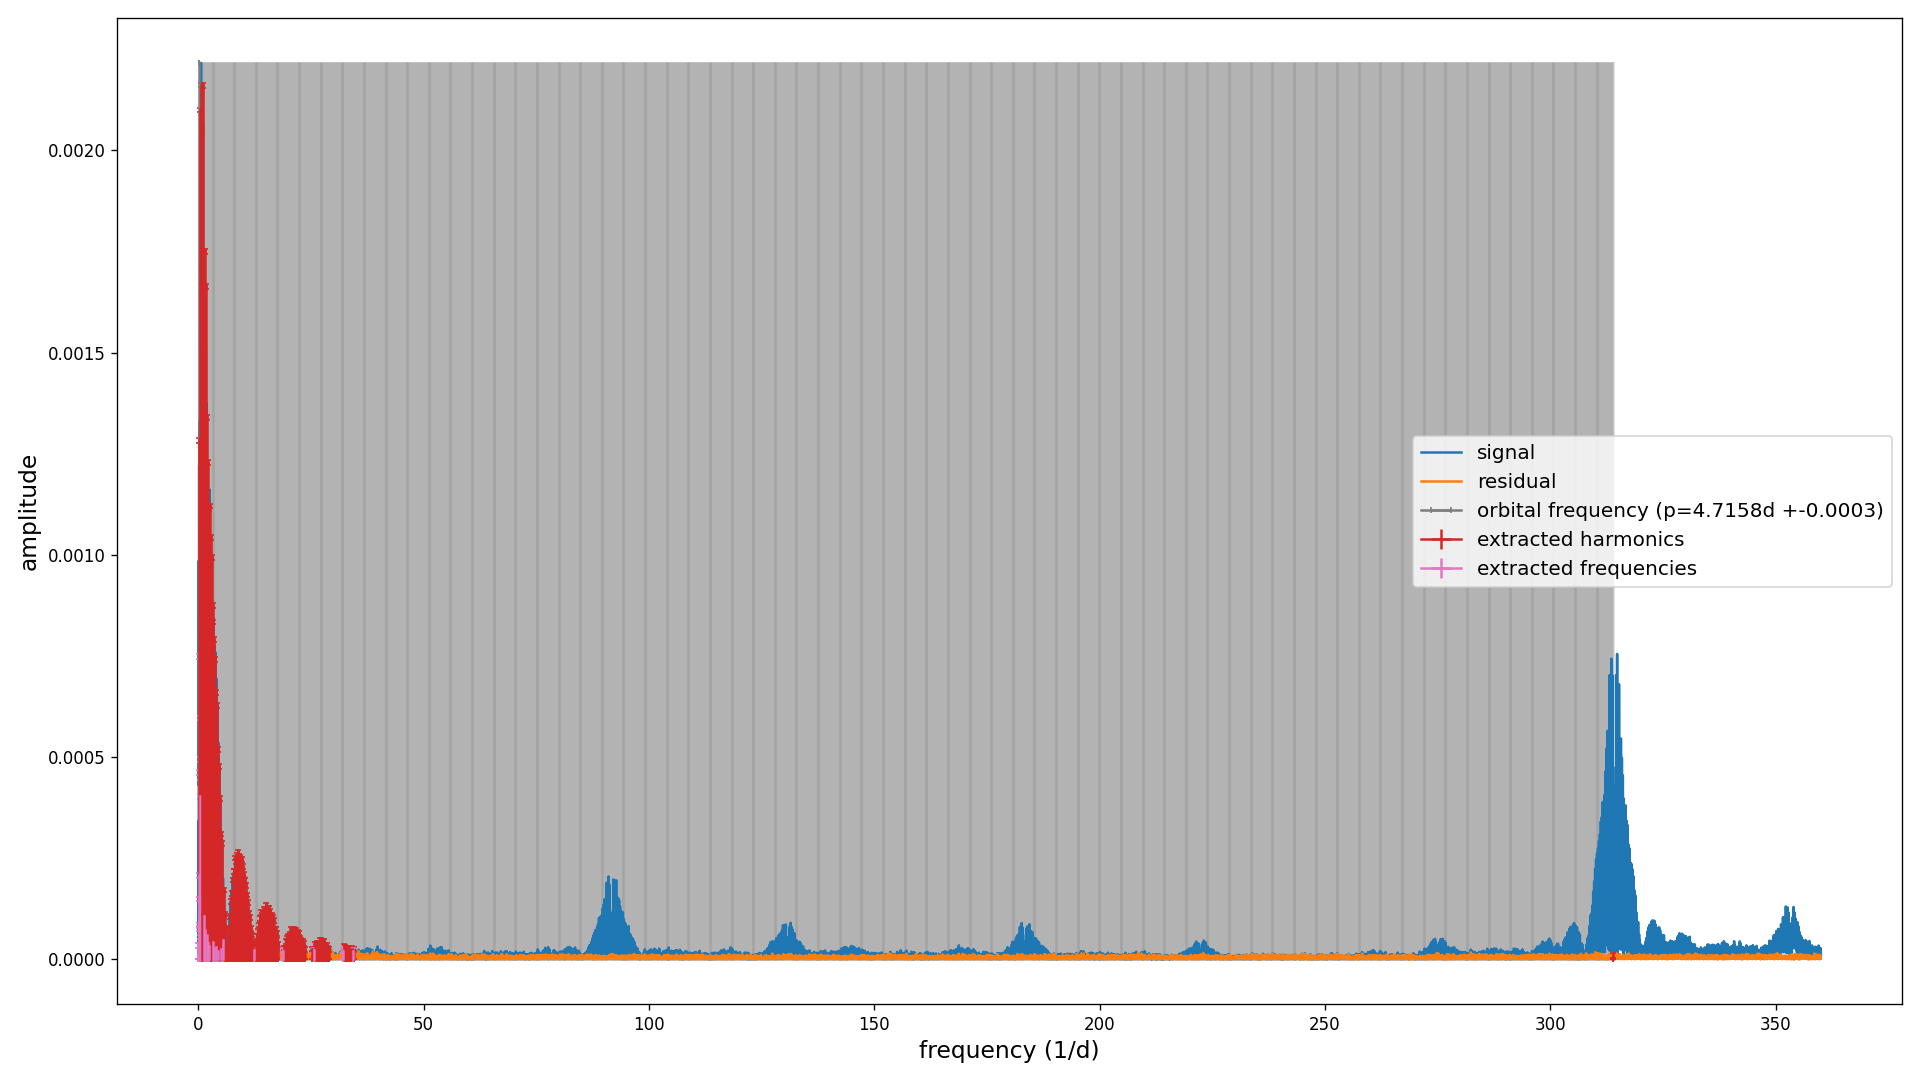 0.0020
0.0015
0.0010
0.0005
0.0000
amplitude
signal
residual
orbital frequency (p=4.7158d +-0.0003)
extracted harmonics
extracted frequencies
0 50 100 150 200 250 300 350
frequency (1/d)